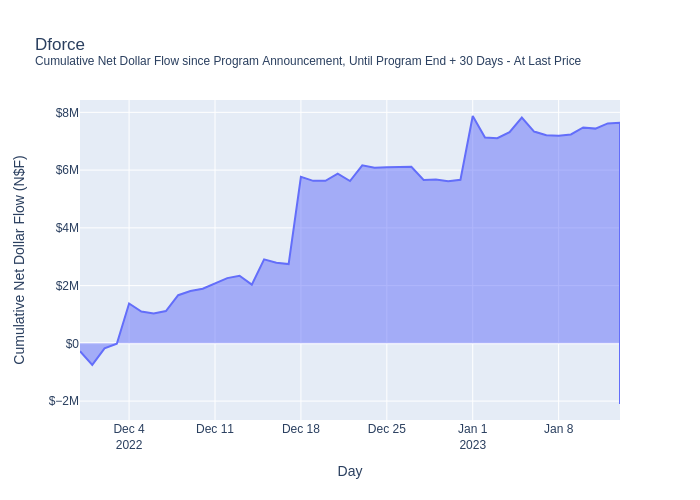 Dforce
Cumulative Net Dollar Flow since Program Announcement, Until Program End + 30 Days - At Last Price
Cumulative Net Dollar Flow (N$F)
$8M
$6M
$4M
$2M
$0
$−2M
Dec 4
2022
Dec 11
Dec 18
Dec 25
Jan 1
2023
Jan 8
Day